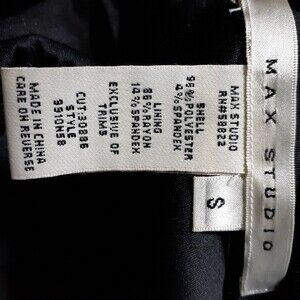 MAX STUDIO
RN#58822
SHELL
96%POLYESTER
4%SPANDEX
LINING
86%RAYON
14%SPANDEX
EXCLUSIVE OF
TRIMS
CUT:30886
STYLE
9910H58
MADE IN CHINA
CARE ON REVERSE
S
MAX STUDIO